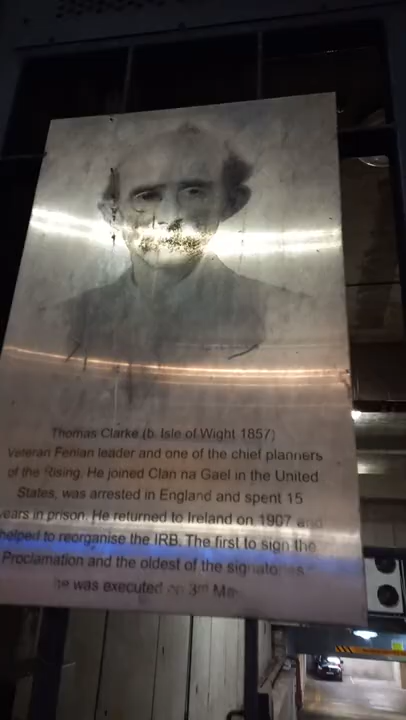 Thomas Clarke (b. Isle of Wight 1857)
Veteran Fenian leader and one of the chief planners
of the Rising. He joined Clan na Gael in the United
States, was arrested in England and spent 15
years in prison. He returned to Ireland on 1907 and
helped to reorganise the IRB. The first to sign the
Proclamation and the oldest of the signatories
he was executed on 3rd